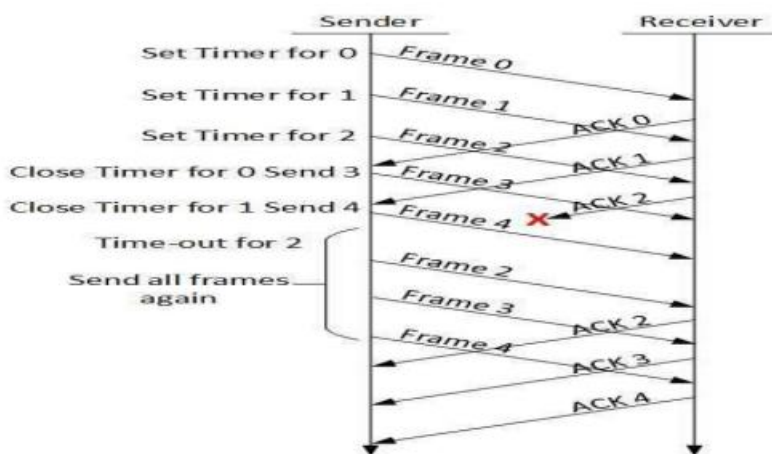 Sender
Receiver
Set Timer for 0
Frame 0
Set Timer for 1
Frame 1
ACK 0
Set Timer for 2
Frame 2
ACK 1
Close Timer for 0 Send 3
Frame 3
ACK 2
Close Timer for 1 Send 4
Frame 4
Time-out for 2
Send all frames
again
Frame 2
Frame 3
ACK 2
Frame 4
ACK 3
ACK 4